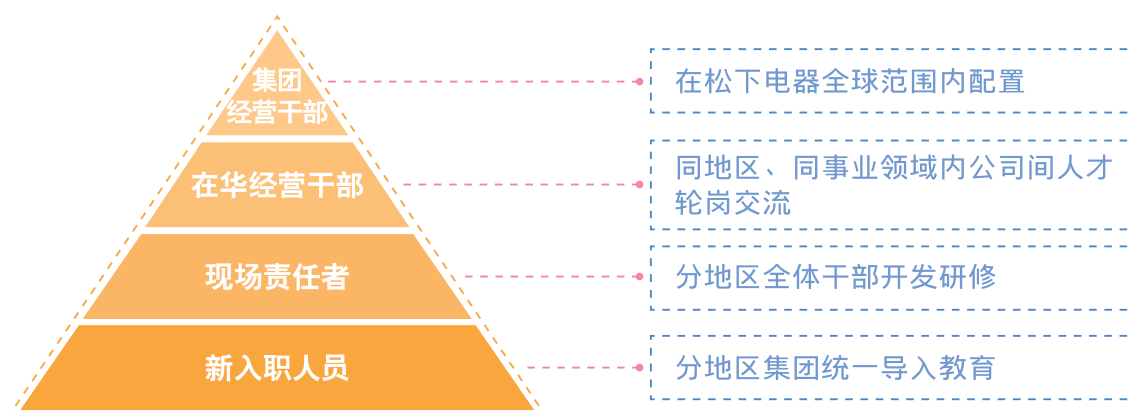 集团
经营干部
在松下电器全球范围内配置
在华经营干部
同地区、同事业领域内公司间人才
轮岗交流
现场责任者
分地区全体干部开发研修
新入职人员
分地区集团统一导入教育